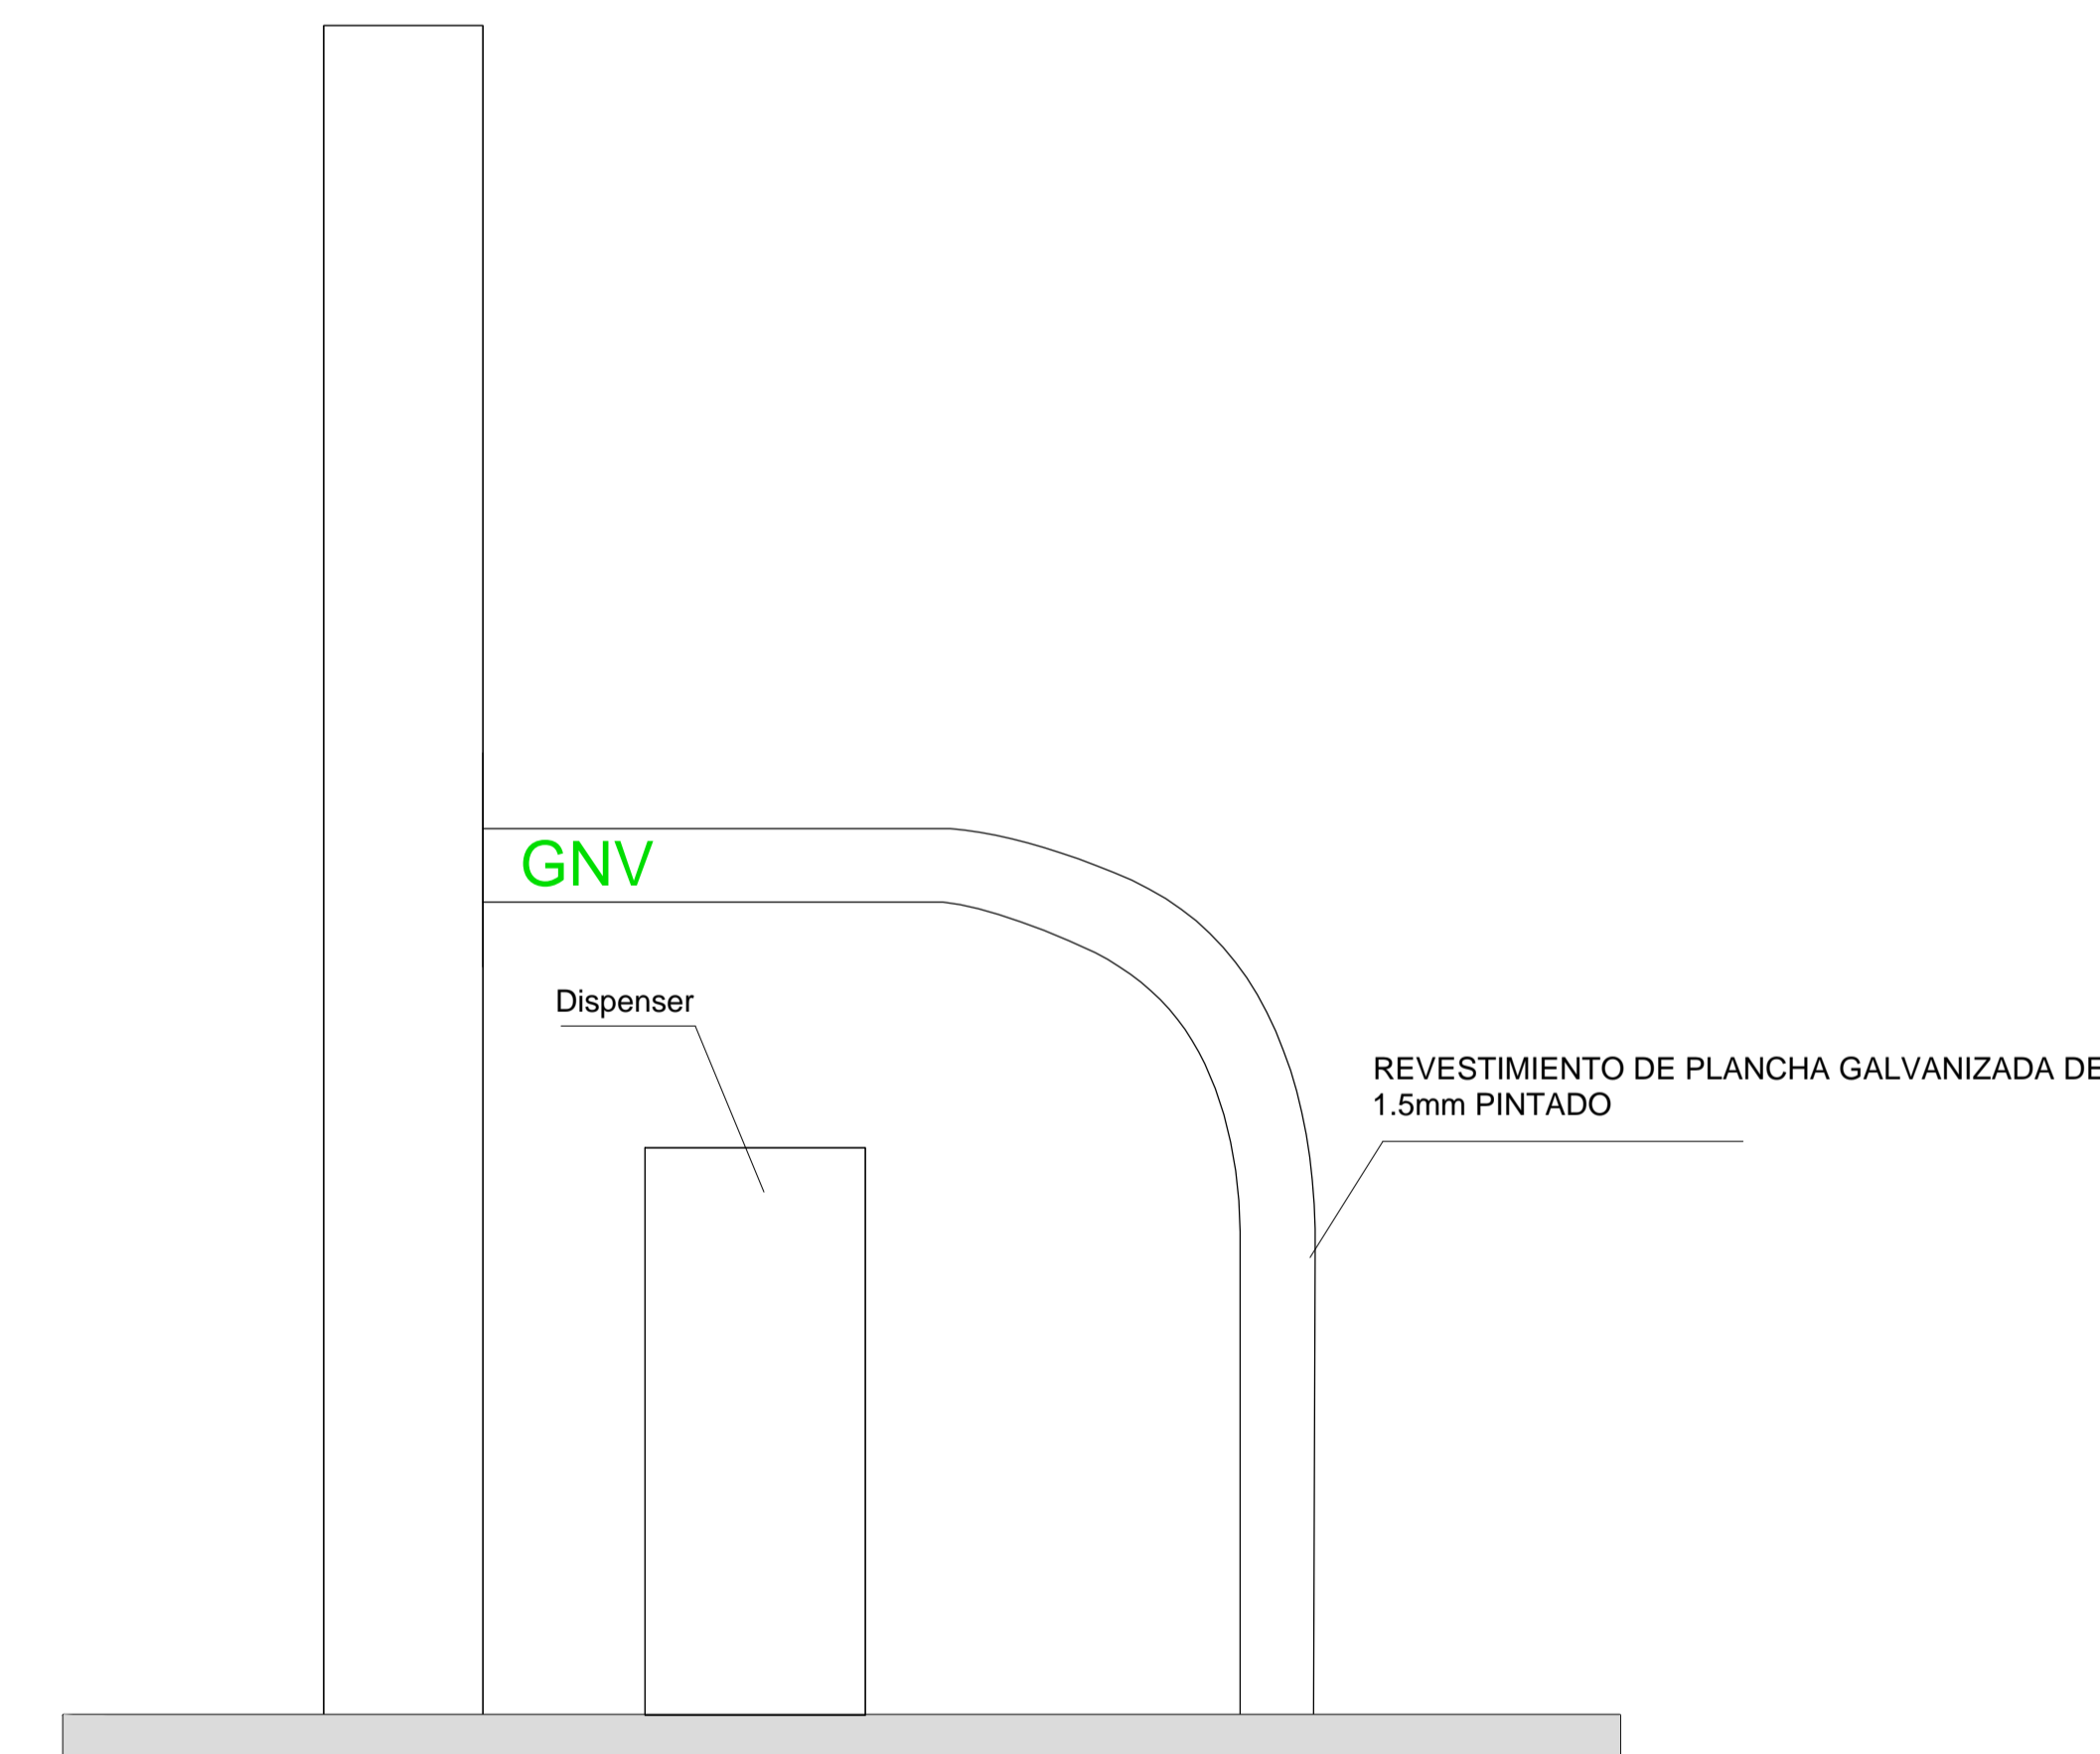 GNV
Dispenser
REVESTIMIENTO DE PLANCHA GALVANIZADA DE
1.5mm PINTADO